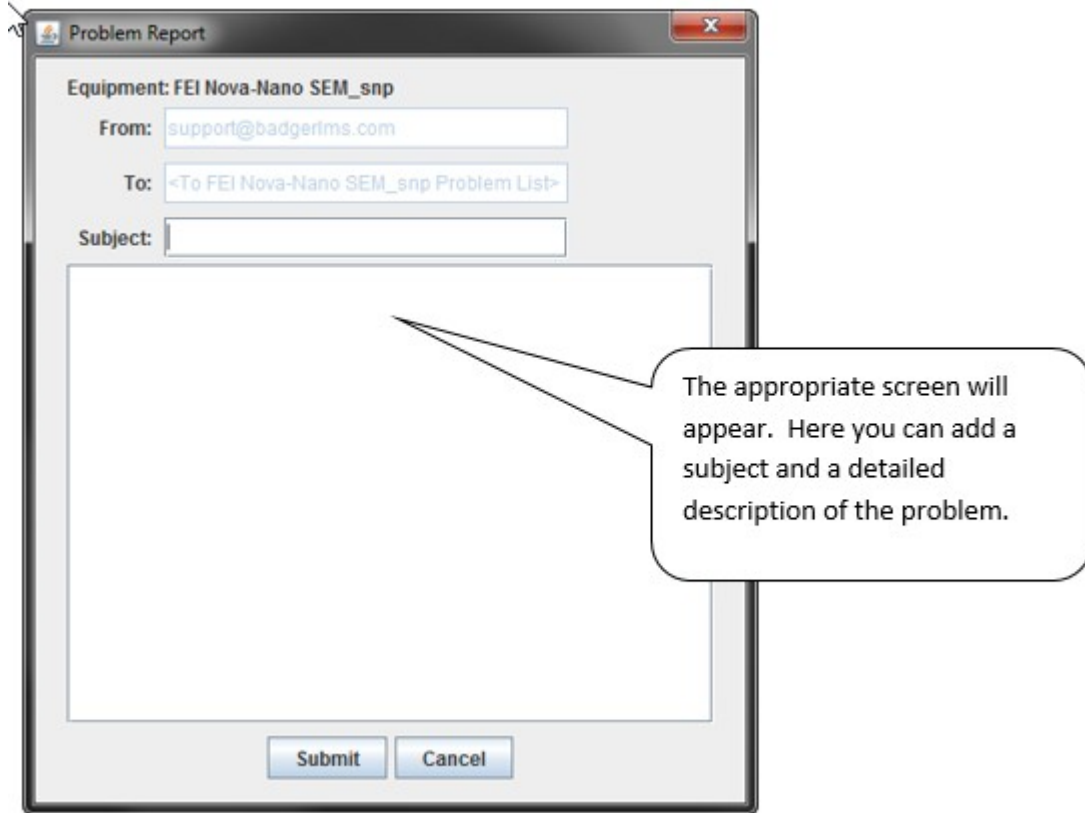 Problem Report
Equipment: FEI Nova-Nano SEM_snp
From: support@badgerlms.com
To: <To FEI Nova-Nano SEM_snp Problem List>
Subject:
The appropriate screen will
appear.  Here you can add a
subject and a detailed
description of the problem.
Submit Cancel